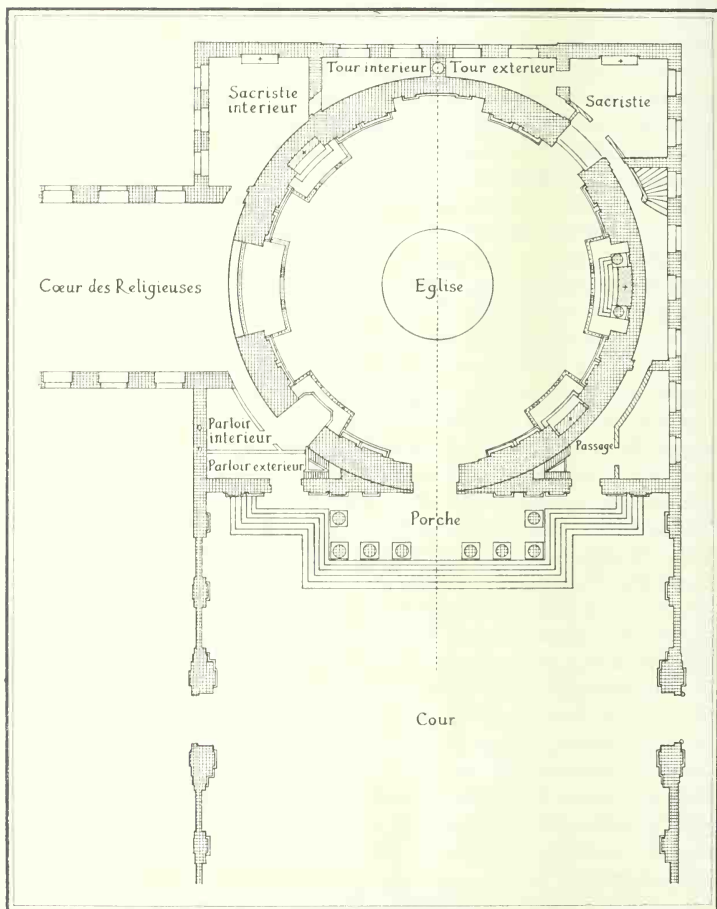 Tour interieur
Tour exterieur
Sacristie
interieur
Sacristie
Cœur des Religieuses
Eglise
Parloir
interieur
Parloir exterieur
Passage
Porche
Cour